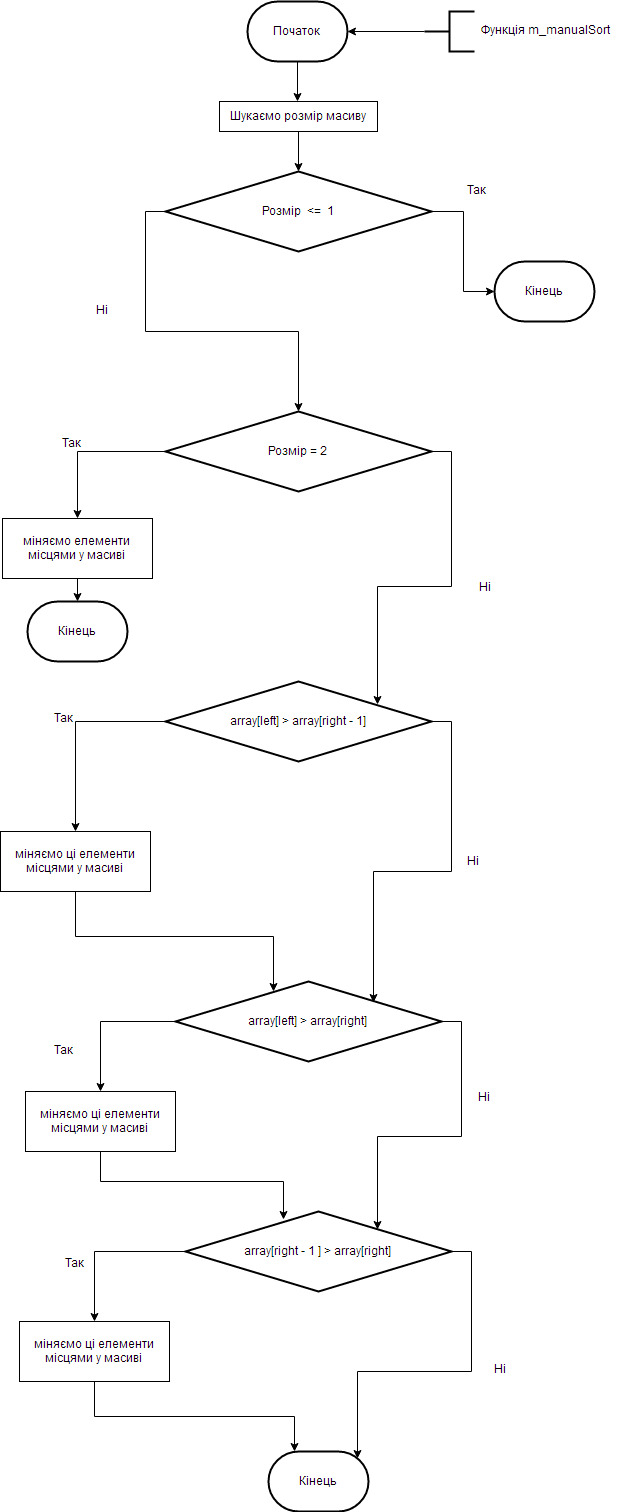 Початок
Функція m_manualSort
Шукаємо розмір масиву
Розмір <= 1
Так
Кінець
Ні
Розмір = 2
Так
міняємо елементи
місцями у масиві
Ні
Кінець
array[left] > array[right - 1]
Так
міняємо ці елементи
місцями у масиві
Ні
array[left] > array[right]
Так
Ні
міняємо ці елементи
місцями у масиві
array[right - 1 ] > array[right]
Так
міняємо ці елементи
місцями у масиві
Ні
Кінець